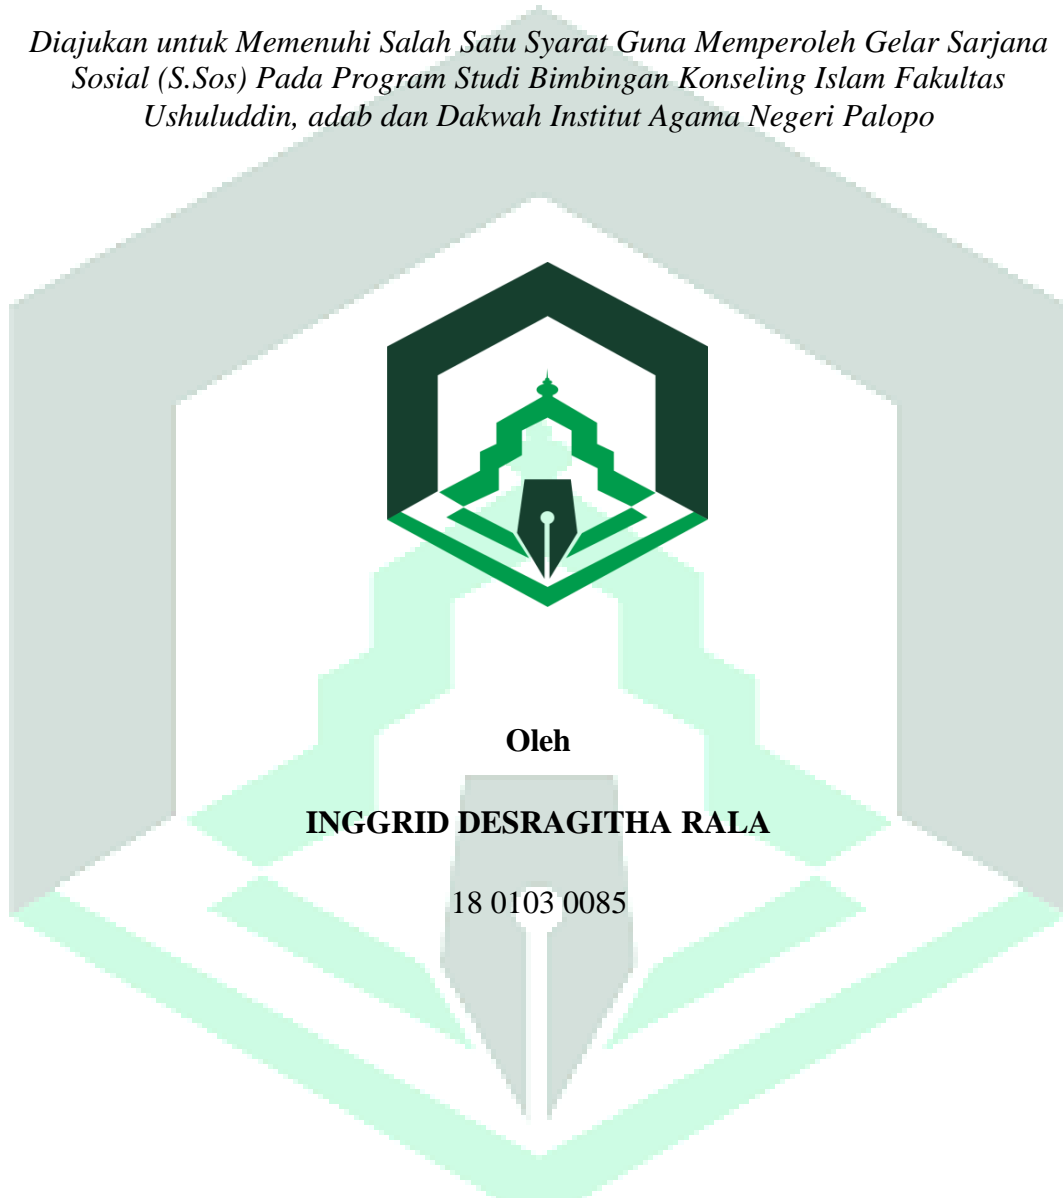 Diajukan untuk Memenuhi Salah Satu Syarat Guna Memperoleh Gelar Sarjana
Sosial (S.Sos) Pada Program Studi Bimbingan Konseling Islam Fakultas
Ushuluddin, adab dan Dakwah Institut Agama Negeri Palopo
Oleh
INGGRID DESRAGITHA RALA
18 0103 0085